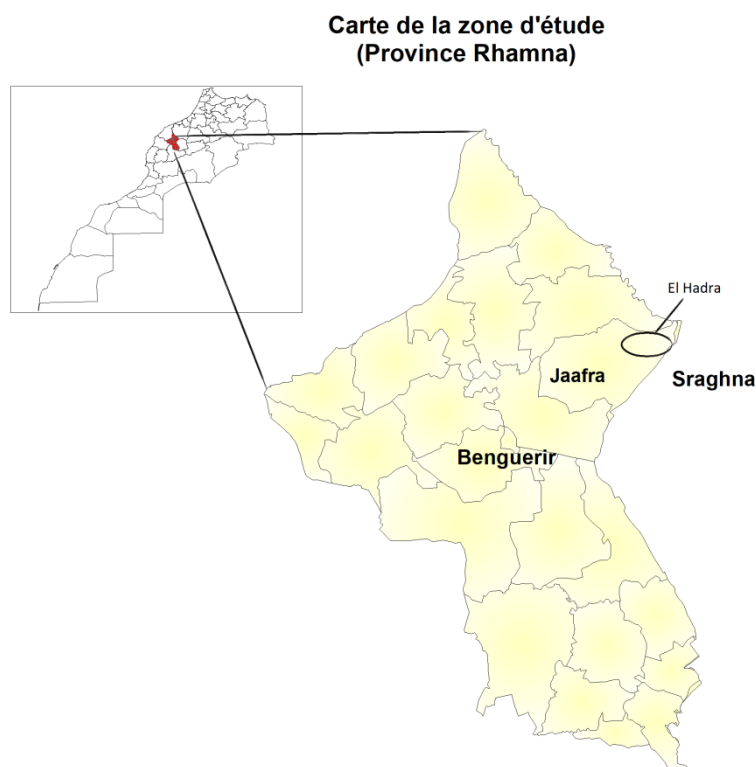 Carte de la zone d'étude
(Province Rhamna)
El Hadra
Jaafra
Sraghna
Benguerir